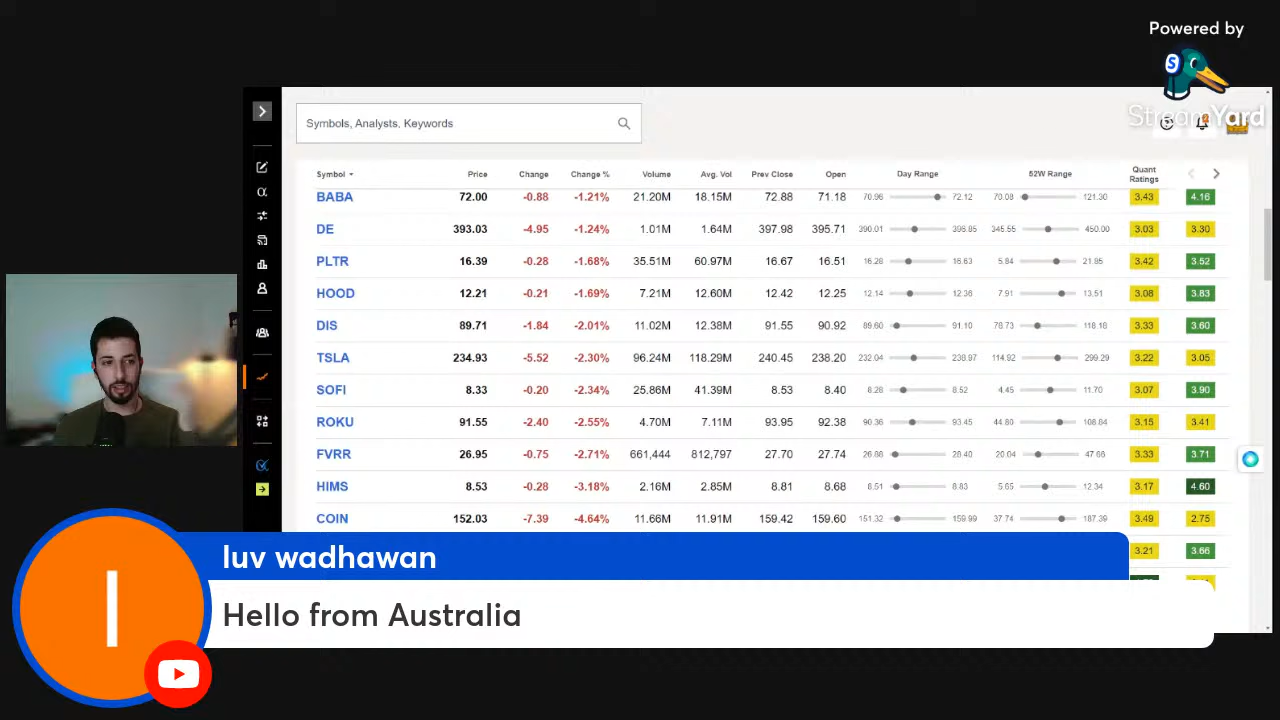 Powered by
StreamYard
Symbols, Analysts, Keywords
Symbol Price Change Change % Volume Avg. Vol Prev Close Open Day Range 52W Range Quant Ratings
BABA 72.00 -0.88 -1.21% 21.20M 18.15M 72.88 71.18 70.96 72.12 70.08 121.30 3.43 4.16
DE 393.03 -4.95 -1.24% 1.01M 1.64M 397.98 395.71 390.01 396.85 345.55 450.00 3.03 3.30
PLTR 16.39 -0.28 -1.68% 35.51M 60.97M 16.67 16.51 16.28 16.63 5.84 21.85 3.42 3.52
HOOD 12.21 -0.21 -1.69% 7.21M 12.60M 12.42 12.25 12.14 12.36 7.91 13.51 3.08 3.83
DIS 89.71 -1.84 -2.01% 11.02M 12.38M 91.55 90.92 89.60 91.10 78.73 118.18 3.33 3.60
TSLA 234.93 -5.52 -2.30% 96.24M 118.29M 240.45 238.20 232.04 238.97 114.92 299.29 3.22 3.05
SOFI 8.33 -0.20 -2.34% 25.86M 41.39M 8.53 8.40 8.28 8.52 4.45 11.70 3.07 3.90
ROKU 91.55 -2.40 -2.55% 4.70M 7.11M 93.95 92.38 90.36 93.45 44.80 108.84 3.15 3.41
FVRR 26.95 -0.75 -2.71% 661,444 812,797 27.70 27.74 26.88 28.40 20.04 47.66 3.33 3.71
HIMS 8.53 -0.28 -3.18% 2.16M 2.85M 8.81 8.68 8.51 8.83 5.65 12.34 3.17 4.60
COIN 152.03 -7.39 -4.64% 11.66M 11.91M 159.42 159.60 151.32 159.99 37.74 187.39 3.49 2.75
3.21 3.66
luv wadhawan
Hello from Australia
l